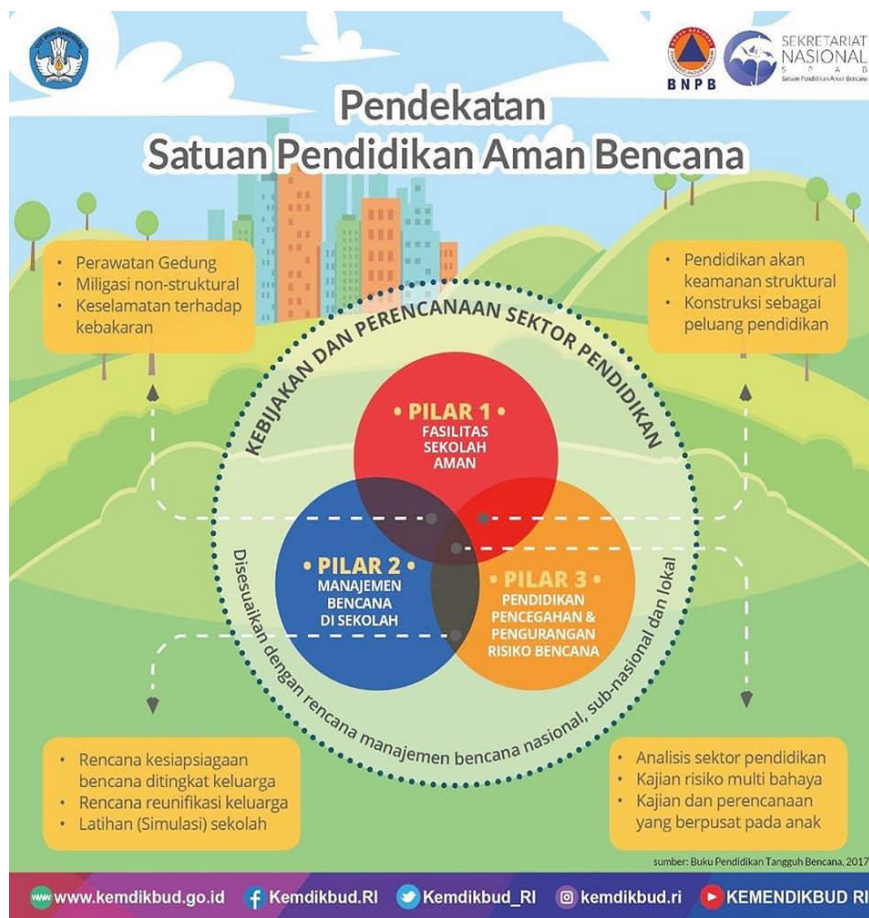 BNPB
SEKRETARIAT
NASIONAL
S P A B
Satuan Pendidikan Aman Bencana
Pendekatan
Satuan Pendidikan Aman Bencana
• Perawatan Gedung
• Miligasi non-struktural
• Keselamatan terhadap
kebakaran
• Pendidikan akan
keamanan struktural
• Konstruksi sebagai
peluang pendidikan
KEBIJAKAN DAN PERENCANAAN SEKTOR PENDIDIKAN
• PILAR 1 •
FASILITAS
SEKOLAH
AMAN
• PILAR 2 •
MANAJEMEN
BENCANA
DI SEKOLAH
• PILAR 3 •
PENDIDIKAN
PENCEGAHAN &
PENGURANGAN
RISIKO BENCANA
Disesuaikan dengan rencana manajemen bencana nasional, sub-nasional dan lokal
• Rencana kesiapsiagaan
bencana ditingkat keluarga
• Rencana reunifikasi keluarga
• Latihan (Simulasi) sekolah
• Analisis sektor pendidikan
• Kajian risiko multi bahaya
• Kajian dan perencanaan
yang berpusat pada anak
sumber: Buku Pendidikan Tangguh Bencana, 2017
www.kemdikbud.go.id Kemdikbud.RI Kemdikbud_RI kemdikbud.ri KEMENDIKBUD RI